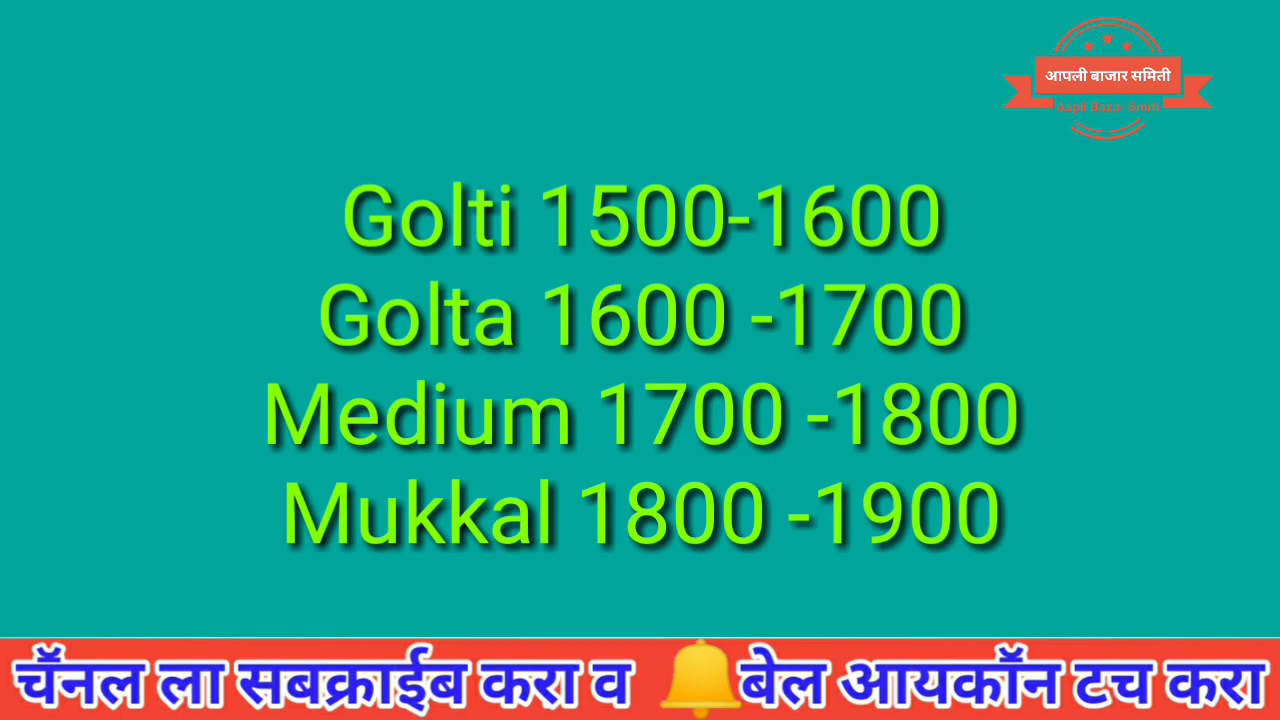 आपली बाजार समिती
Aapli Bazar Smiti
Golti 1500-1600
Golta 1600 -1700
Medium 1700 -1800
Mukkal 1800 -1900
चॅनल ला सबक्राईब करा व बेल आयकॉन टच करा